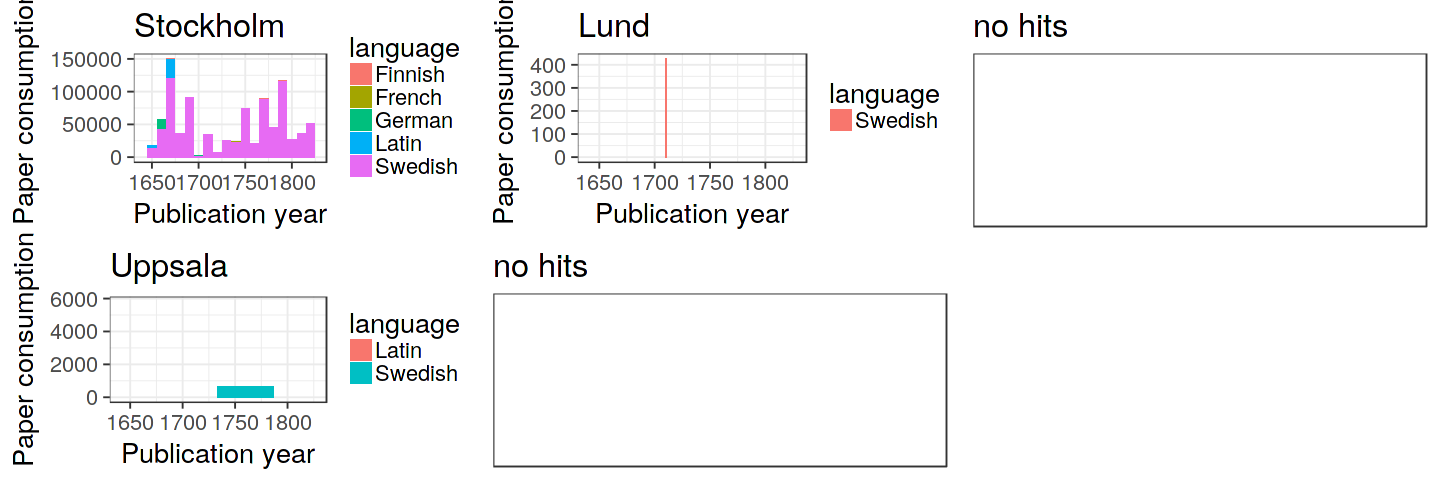 Stockholm
Paper consumption
150000
100000
50000
0
1650 1700 1750 1800
Publication year
language
Finnish
French
German
Latin
Swedish
Lund
Paper consumption
400
300
200
100
0
1650 1700 1750 1800
Publication year
language
Swedish
no hits
Uppsala
Paper consumption
6000
4000
2000
0
1650 1700 1750 1800
Publication year
language
Latin
Swedish
no hits